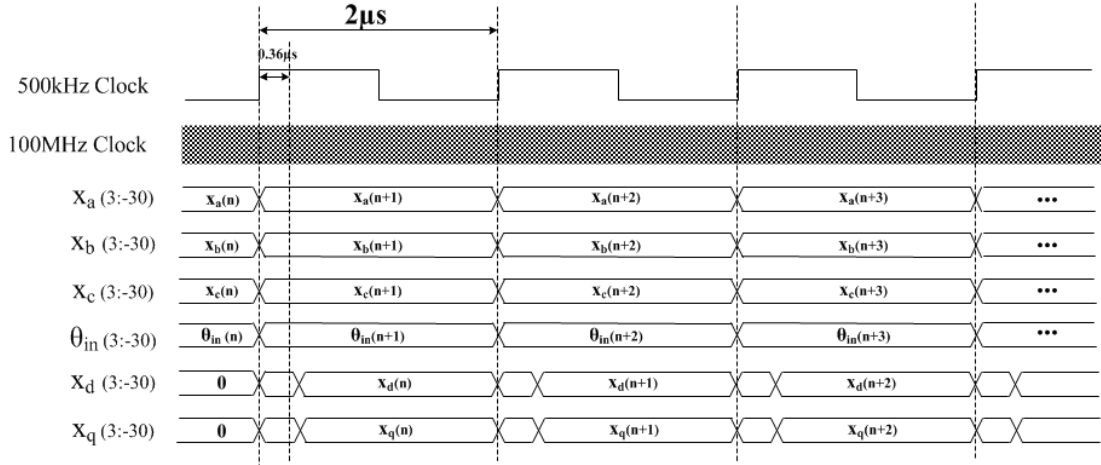 2μs
0.36μs
500kHz Clock
100MHz Clock
Xa (3:-30) xa(n) xa(n+1) xa(n+2) xa(n+3) •••
Xb (3:-30) xb(n) xb(n+1) xb(n+2) xb(n+3) •••
Xc (3:-30) xc(n) xc(n+1) xc(n+2) xc(n+3) •••
θin (3:-30) θin (n) θin(n+1) θin(n+2) θin(n+3) •••
Xd (3:-30) 0 xd(n) xd(n+1) xd(n+2)
Xq (3:-30) 0 xq(n) xq(n+1) xq(n+2)